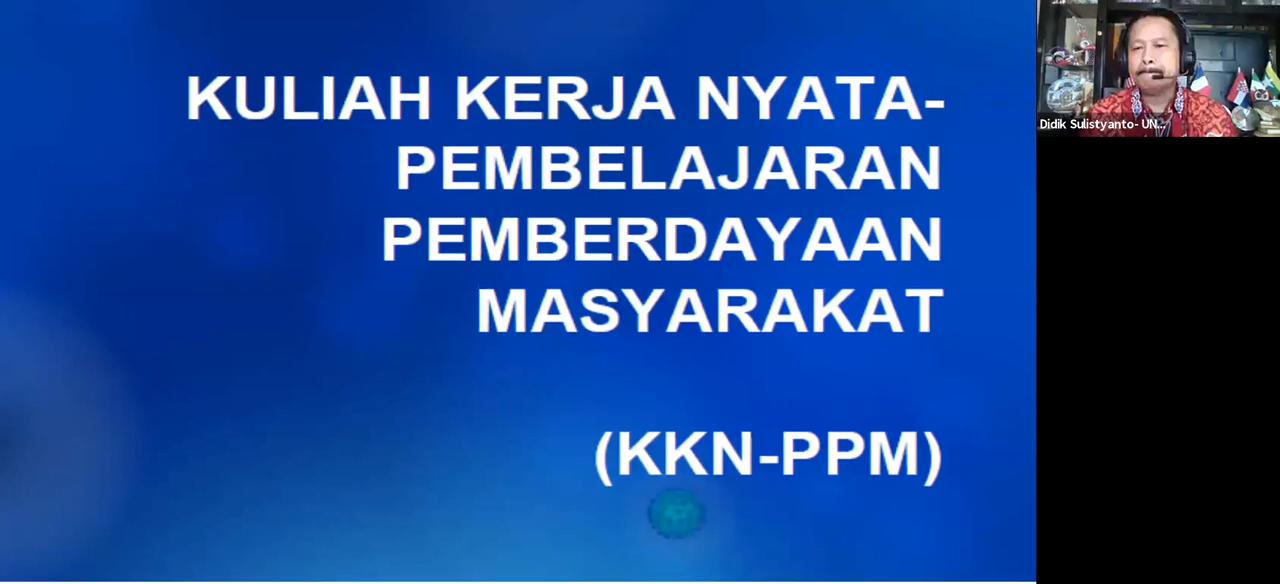 KULIAH KERJA NYATA-
PEMBELAJARAN
PEMBERDAYAAN
MASYARAKAT
(KKN-PPM)
Didik Sulistyanto- UN...